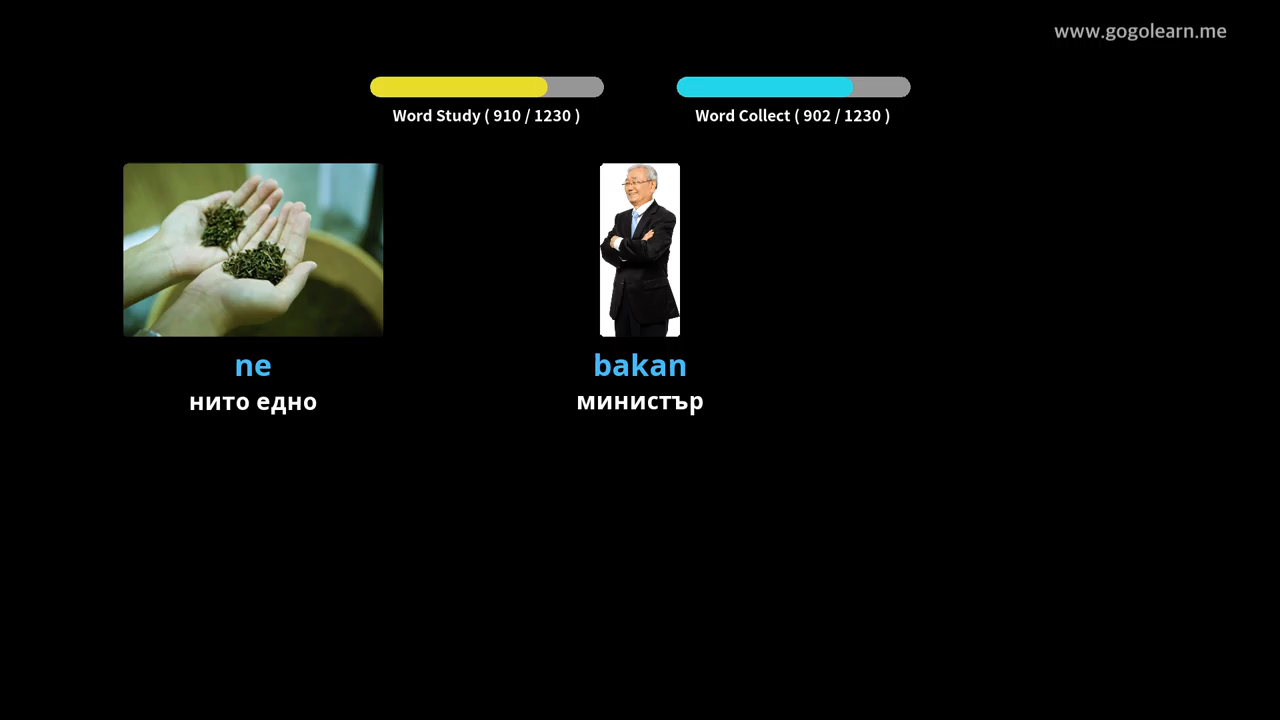 www.gogolearn.me
Word Study ( 910 / 1230 )
Word Collect ( 902 / 1230 )
ne
нито едно
bakan
министър